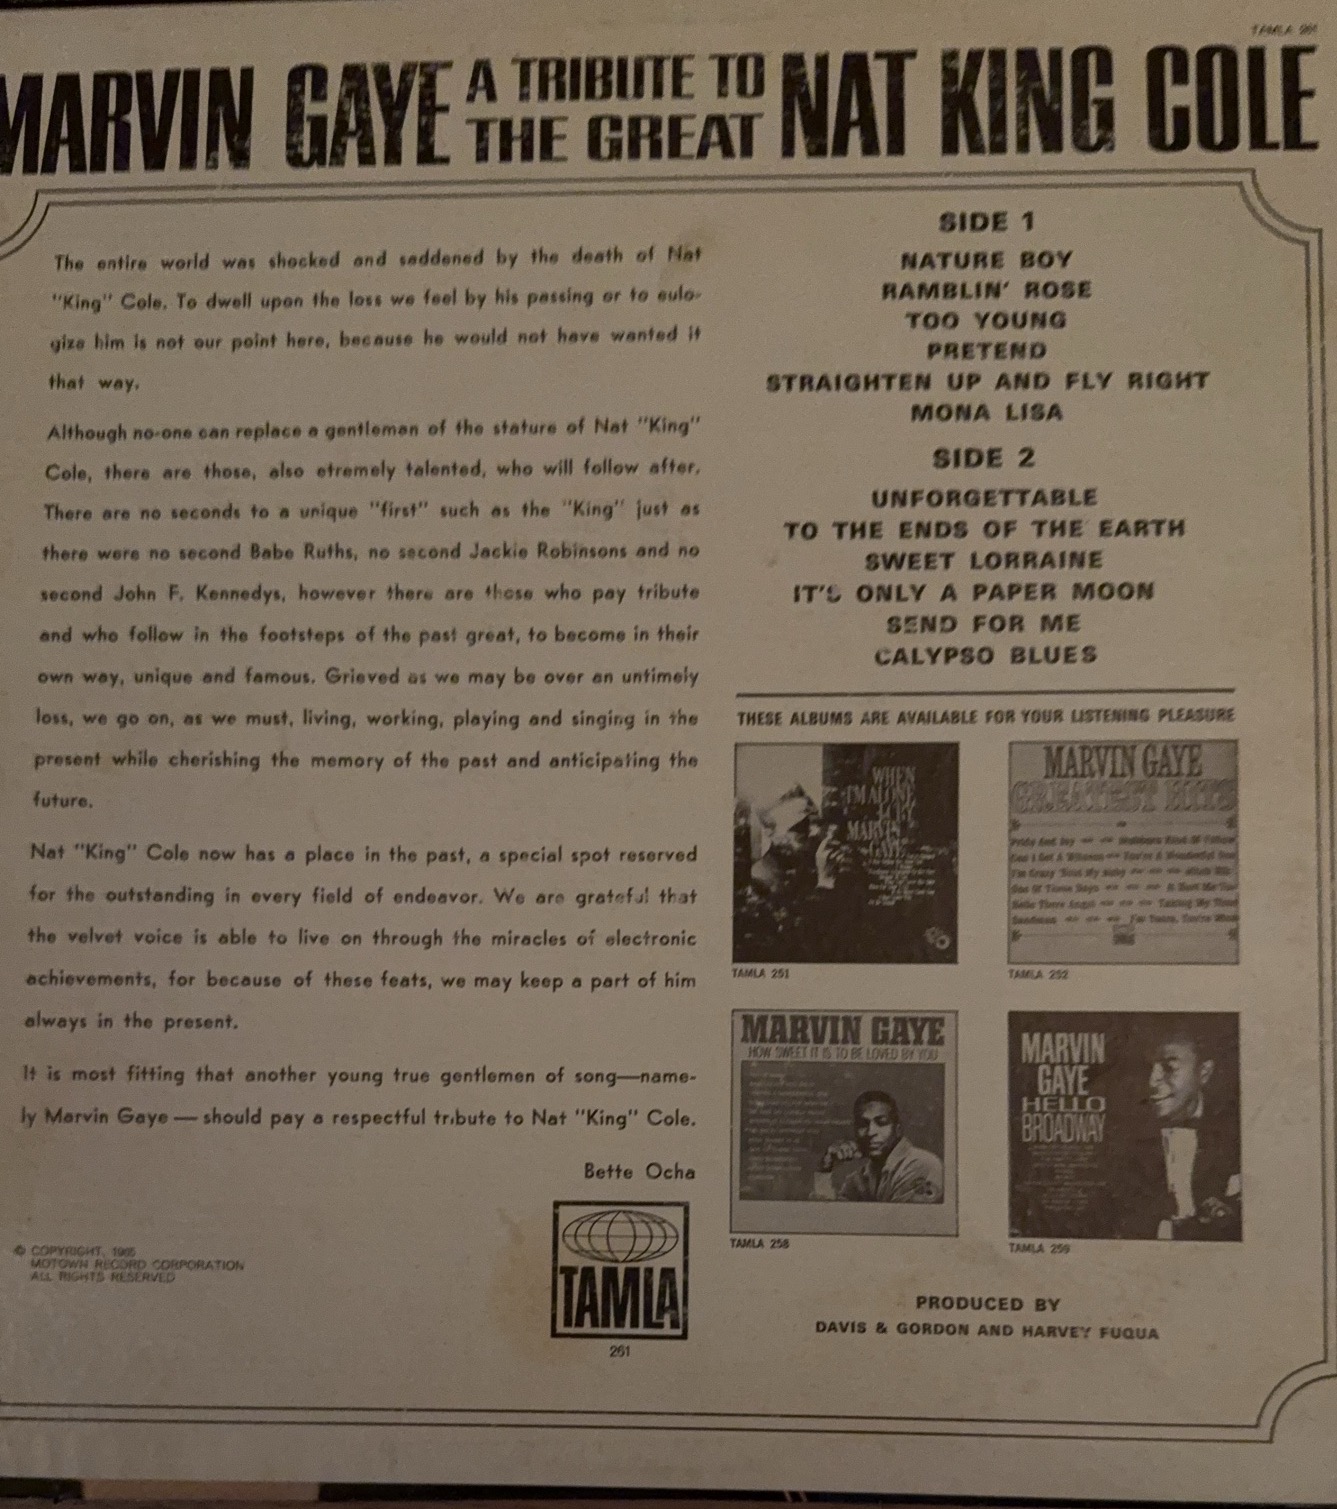 TAMLA 261
MARVIN GAYE A TRIBUTE TO THE GREAT NAT KING COLE
The entire world was shocked and saddened by the death of Nat
"King" Cole. To dwell upon the loss we feel by his passing or to eulo-
gize him is not our point here, because he would not have wanted it
that way.
Although no-one can replace a gentleman of the stature of Nat "King"
Cole, there are those, also etremely talented, who will follow after.
There are no seconds to a unique "first" such as the "King" just as
there were no second Babe Ruths, no second Jackie Robinsons and no
second John F. Kennedys, however there are those who pay tribute
and who follow in the footsteps of the past great, to become in their
own way, unique and famous. Grieved as we may be over an untimely
loss, we go on, as we must, living, working, playing and singing in the
present while cherishing the memory of the past and anticipating the
future.
Nat "King" Cole now has a place in the past, a special spot reserved
for the outstanding in every field of endeavor. We are grateful that
the velvet voice is able to live on through the miracles of electronic
achievements, for because of these feats, we may keep a part of him
always in the present.
It is most fitting that another young true gentlemen of song—name-
ly Marvin Gaye — should pay a respectful tribute to Nat "King" Cole.
Bette Ocha
© COPYRIGHT, 1965
MOTOWN RECORD CORPORATION
ALL RIGHTS RESERVED
TAMLA
261
SIDE 1
NATURE BOY
RAMBLIN' ROSE
TOO YOUNG
PRETEND
STRAIGHTEN UP AND FLY RIGHT
MONA LISA
SIDE 2
UNFORGETTABLE
TO THE ENDS OF THE EARTH
SWEET LORRAINE
IT'S ONLY A PAPER MOON
SEND FOR ME
CALYPSO BLUES
THESE ALBUMS ARE AVAILABLE FOR YOUR LISTENING PLEASURE
WHEN
I'M ALONE
I CRY
MARVIN
GAYE
TAMLA 251
MARVIN GAYE
GREATEST HITS
TAMLA 252
MARVIN GAYE
HOW SWEET IT IS TO BE LOVED BY YOU
TAMLA 258
MARVIN
GAYE
HELLO
BROADWAY
TAMLA 259
PRODUCED BY
DAVIS & GORDON AND HARVEY FUQUA